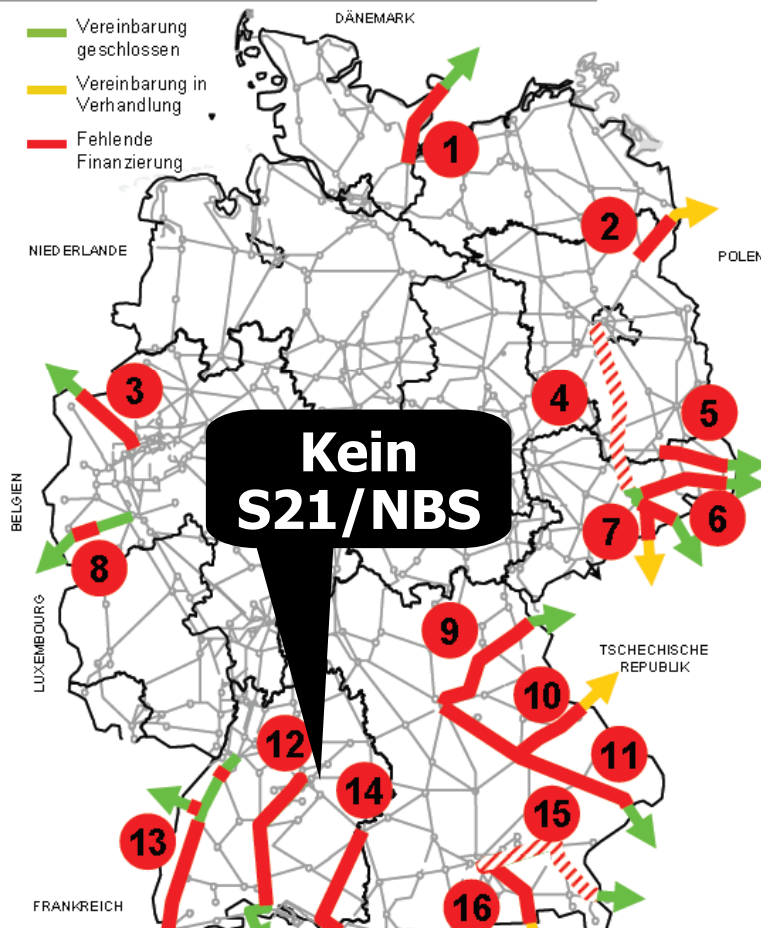 Vereinbarung
geschlossen
Vereinbarung in
Verhandlung
Fehlende
Finanzierung
DÄNEMARK
1
2
NIEDERLANDE
POLEN
3
4
5
BELGIEN
Kein
S21/NBS
6
7
8
LUXEMBOURG
9
TSCHECHISCHE
REPUBLIK
10
11
12
14
13
15
16
FRANKREICH